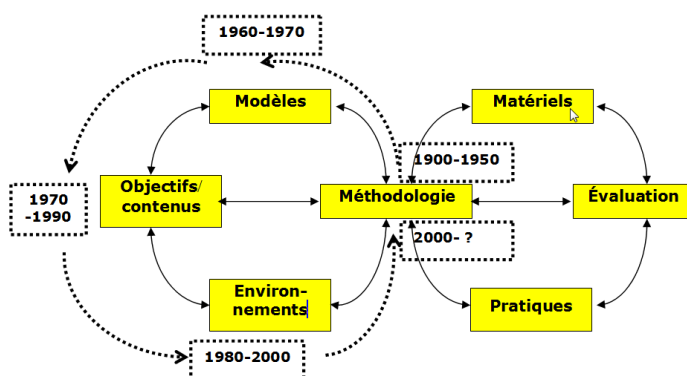 1960-1970
Modèles
Matériels
1900-1950
1970
-1990
Objectifs/
contenus
Méthodologie
Évaluation
2000- ?
Environ-
nements
Pratiques
1980-2000